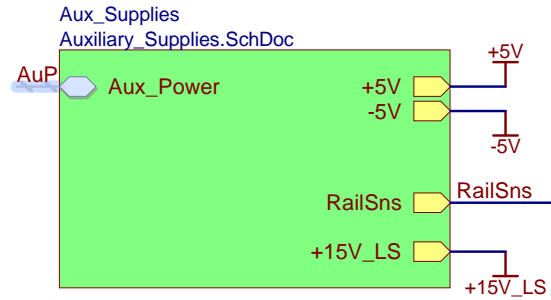 Aux_Supplies
Auxiliary_Supplies.SchDoc
AuP
Aux_Power
+5V
+5V
-5V
-5V
RailSns
RailSns
+15V_LS
+15V_LS